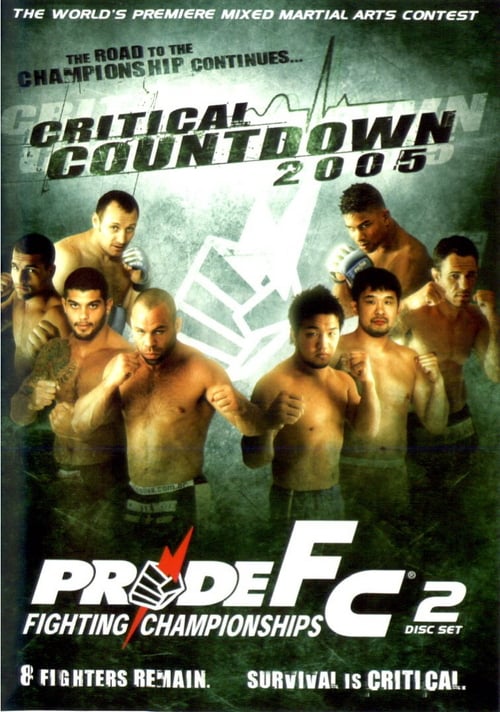 THE WORLD'S PREMIERE MIXED MARTIAL ARTS CONTEST
THE ROAD TO THE
CHAMPIONSHIP CONTINUES...
CRITICAL
COUNTDOWN
2005
PRIDE FC®
FIGHTING CHAMPIONSHIPS
2
DISC SET
8 FIGHTERS REMAIN. SURVIVAL IS CRITICAL.